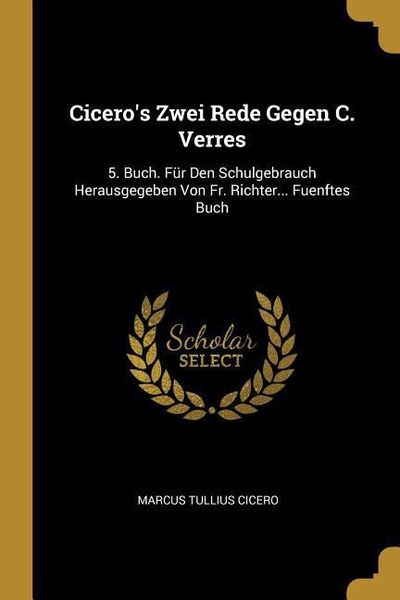 Cicero's Zwei Rede Gegen C.
Verres
5. Buch. Für Den Schulgebrauch
Herausgegeben Von Fr. Richter... Fuenftes
Buch
Scholar
SELECT
MARCUS TULLIUS CICERO